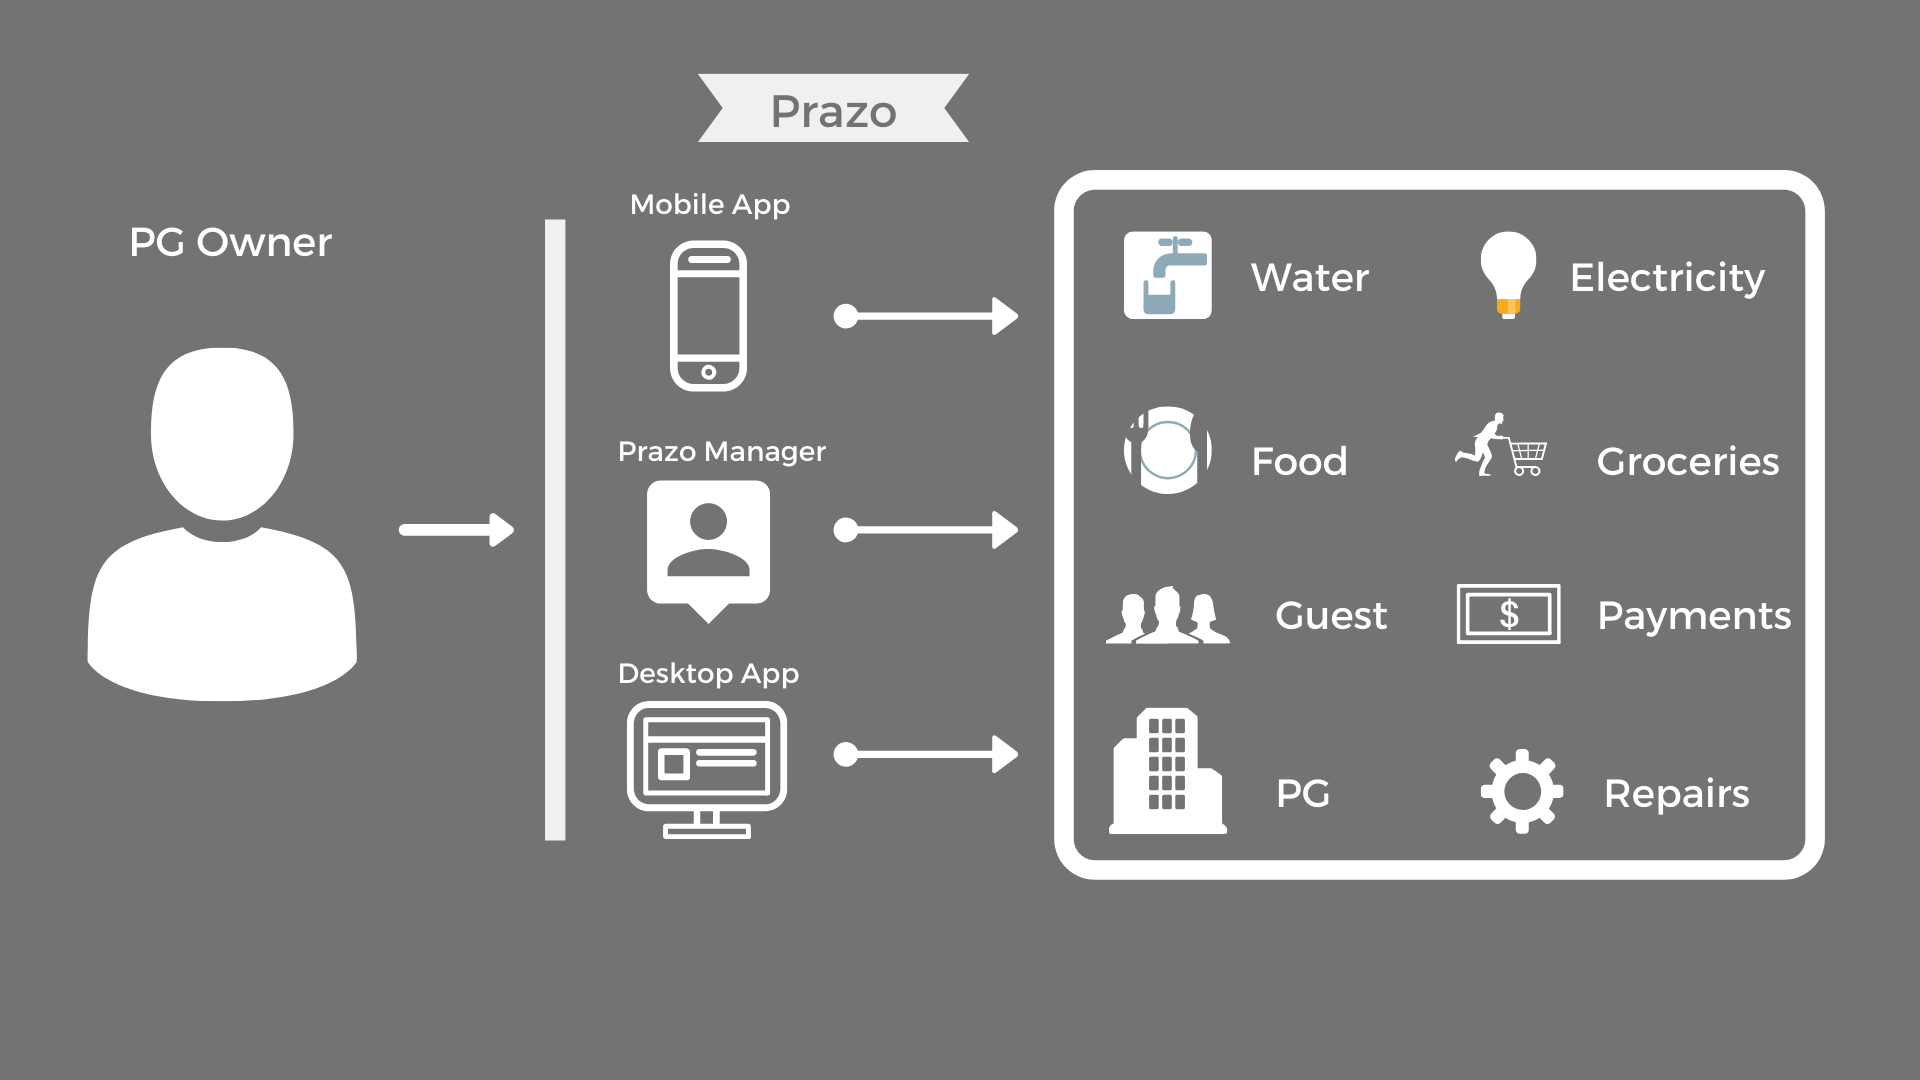 Prazo
PG Owner
Mobile App
Prazo Manager
Desktop App
Water
Electricity
Food
Groceries
Guest
$
Payments
PG
Repairs